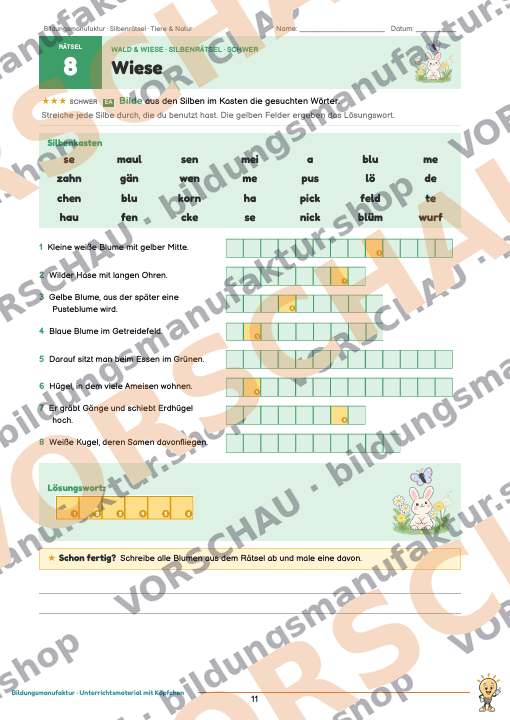 Bildungsmanufaktur · Silbenrätsel · Tiere & Natur Name: Datum:
RÄTSEL
8
WALD & WIESE · SILBENRÄTSEL · SCHWER
Wiese
★★★ SCHWER · EA Bilde aus den Silben im Kasten die gesuchten Wörter.
Streiche jede Silbe durch, die du benutzt hast. Die gelben Felder ergeben das Lösungswort.
Silbenkasten
se maul sen mei a blu me
zahn gän wen me pus lö de
chen blu korn ha pick feld te
hau fen cke se nick blüm wurf
1 Kleine weiße Blume mit gelber Mitte.
2 Wilder Hase mit langen Ohren.
3 Gelbe Blume, aus der später eine
Pusteblume wird.
4 Blaue Blume im Getreidefeld.
5 Darauf sitzt man beim Essen im Grünen.
6 Hügel, in dem viele Ameisen wohnen.
7 Er gräbt Gänge und schiebt Erdhügel
hoch.
8 Weiße Kugel, deren Samen davonfliegen.
Lösungswort:
★ Schon fertig? Schreibe alle Blumen aus dem Rätsel ab und male eine davon.
Bildungsmanufaktur · Unterrichtsmaterial mit Köpfchen
11
VORSCHAU · bildungsmanufaktur.shop